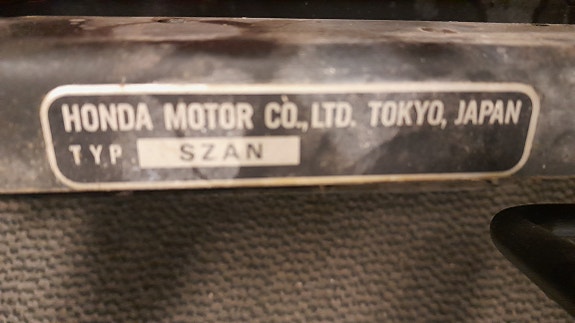 HONDA MOTOR CO., LTD. TOKYO, JAPAN
TYP SZAN